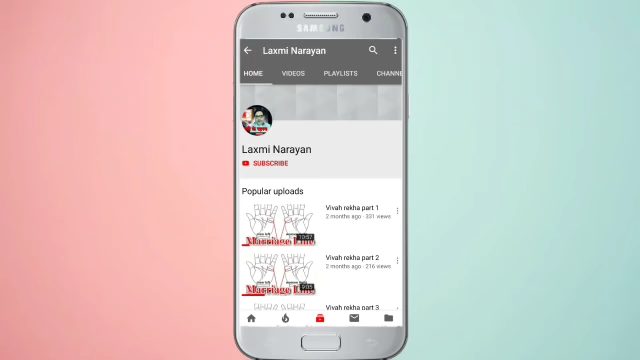 SAMSUNG
Laxmi Narayan
HOME VIDEOS PLAYLISTS CHANNE
Laxmi Narayan
SUBSCRIBE
Popular uploads
Vivah rekha part 1
2 months ago · 331 views
10:57
Marriage Line
Vivah rekha part 2
2 months ago · 216 views
Marriage Line
Vivah rekha part 3